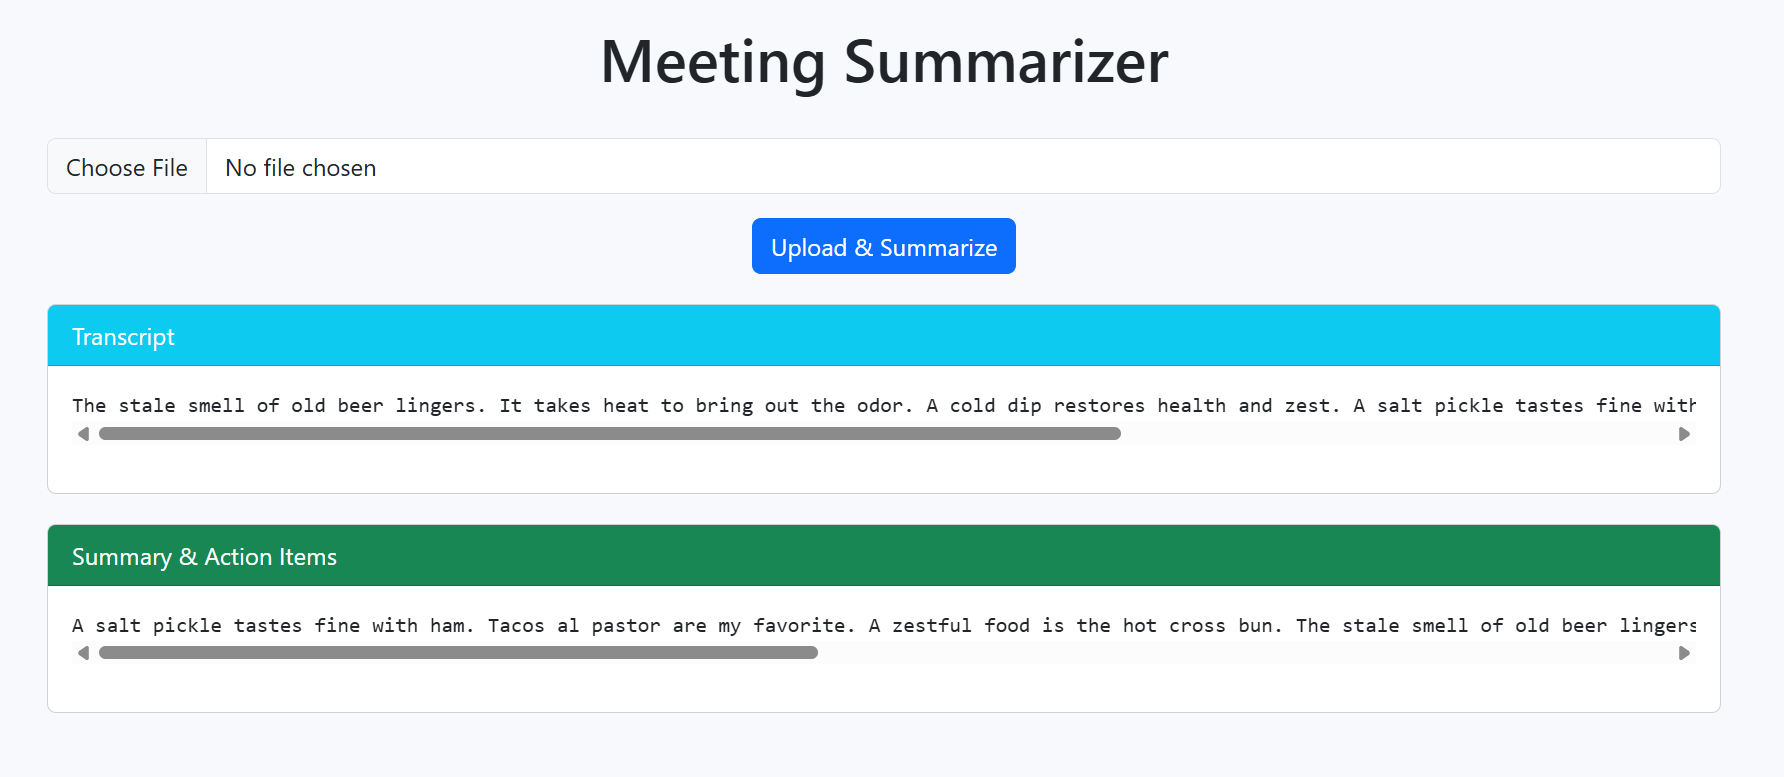 Meeting Summarizer
Choose File No file chosen
Upload & Summarize
Transcript
The stale smell of old beer lingers. It takes heat to bring out the odor. A cold dip restores health and zest. A salt pickle tastes fine with
Summary & Action Items
A salt pickle tastes fine with ham. Tacos al pastor are my favorite. A zestful food is the hot cross bun. The stale smell of old beer lingers